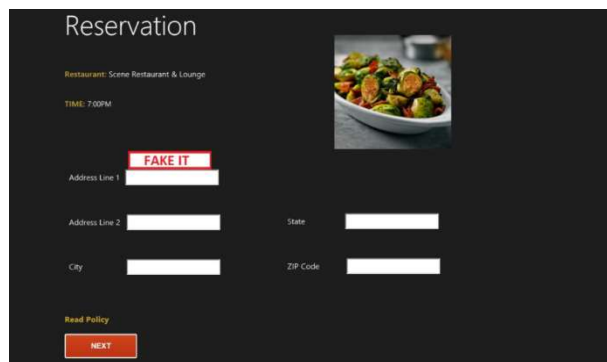 Reservation
Restaurant: Scene Restaurant & Lounge
TIME: 7:00PM
FAKE IT
Address Line 1
Address Line 2
State
City
ZIP Code
Read Policy
NEXT